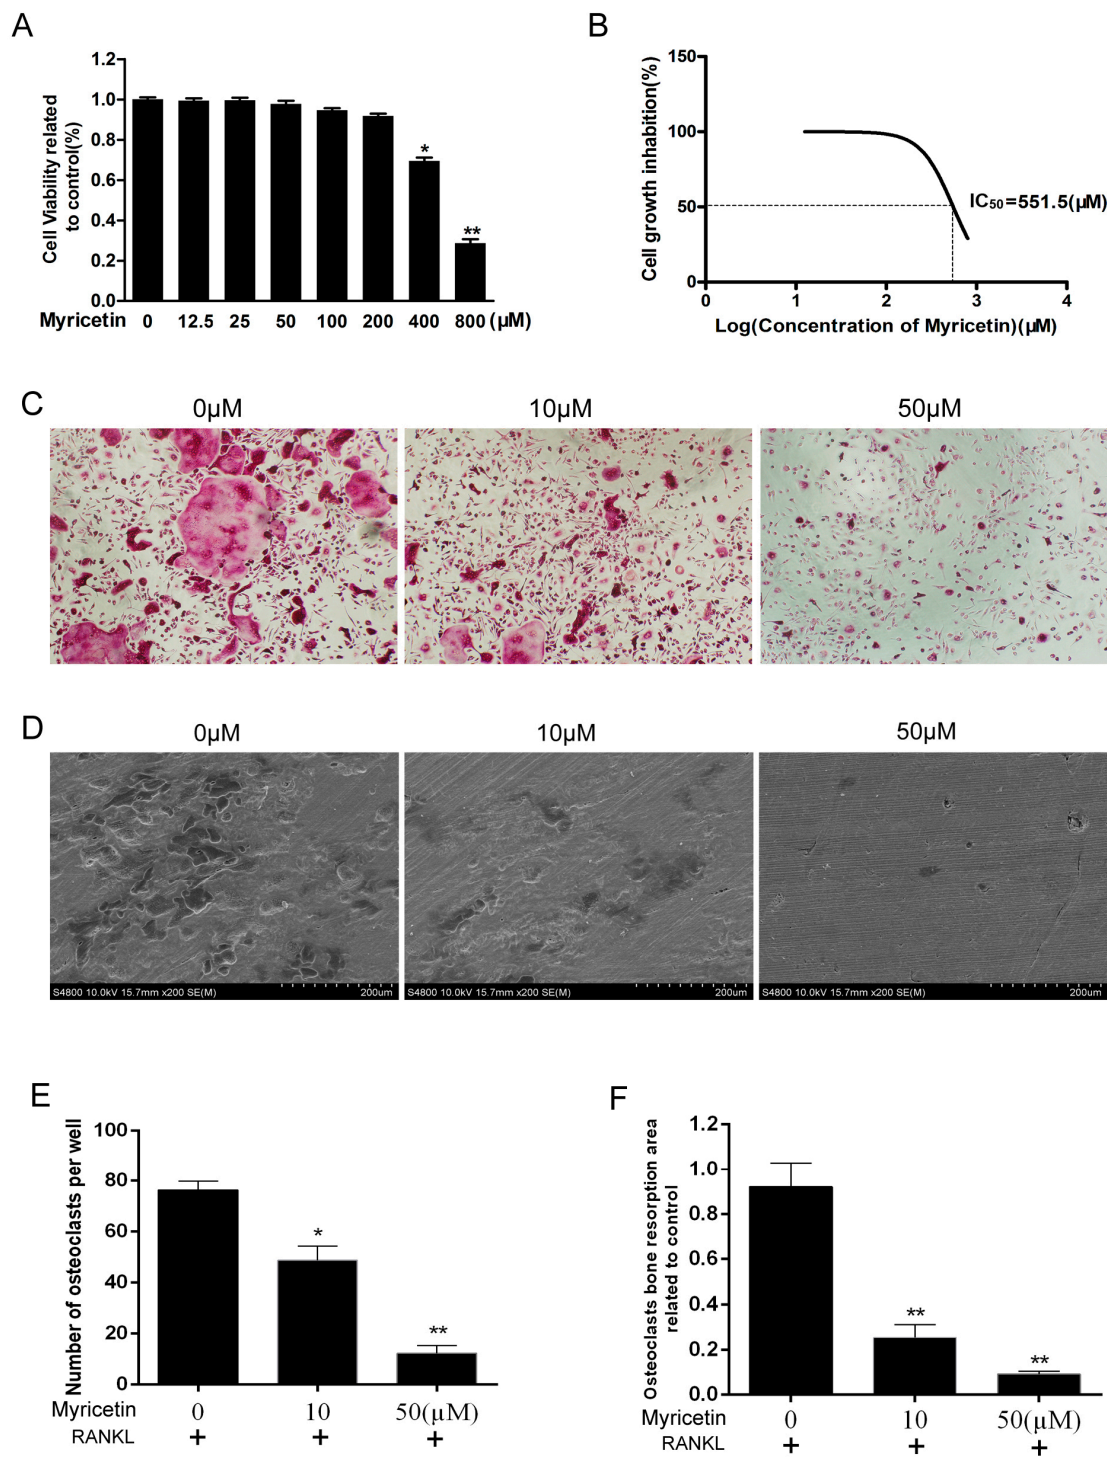 A
Cell Viability related
to control(%)
1.2
1.0
0.8
0.6
0.4
0.2
0.0
*
**
Myricetin 0 12.5 25 50 100 200 400 800 (μM)
B
Cell growth inhabition(%)
150
100
50
0
IC50=551.5(μM)
0 1 2 3 4
Log(Concentration of Myricetin)(μM)
C
0μM 10μM 50μM
D
0μM 10μM 50μM
S4800 10.0kV 15.7mm x200 SE(M) 200um
S4800 10.0kV 15.7mm x200 SE(M) 200um
S4800 10.0kV 15.7mm x200 SE(M) 200um
E
Number of osteoclasts per well
100
80
60
40
20
0
*
**
Myricetin 0 10 50(μM)
RANKL + + +
F
Osteoclasts bone resorption area
related to control
1.2
1.0
0.8
0.6
0.4
0.2
0.0
**
**
Myricetin 0 10 50(μM)
RANKL + + +